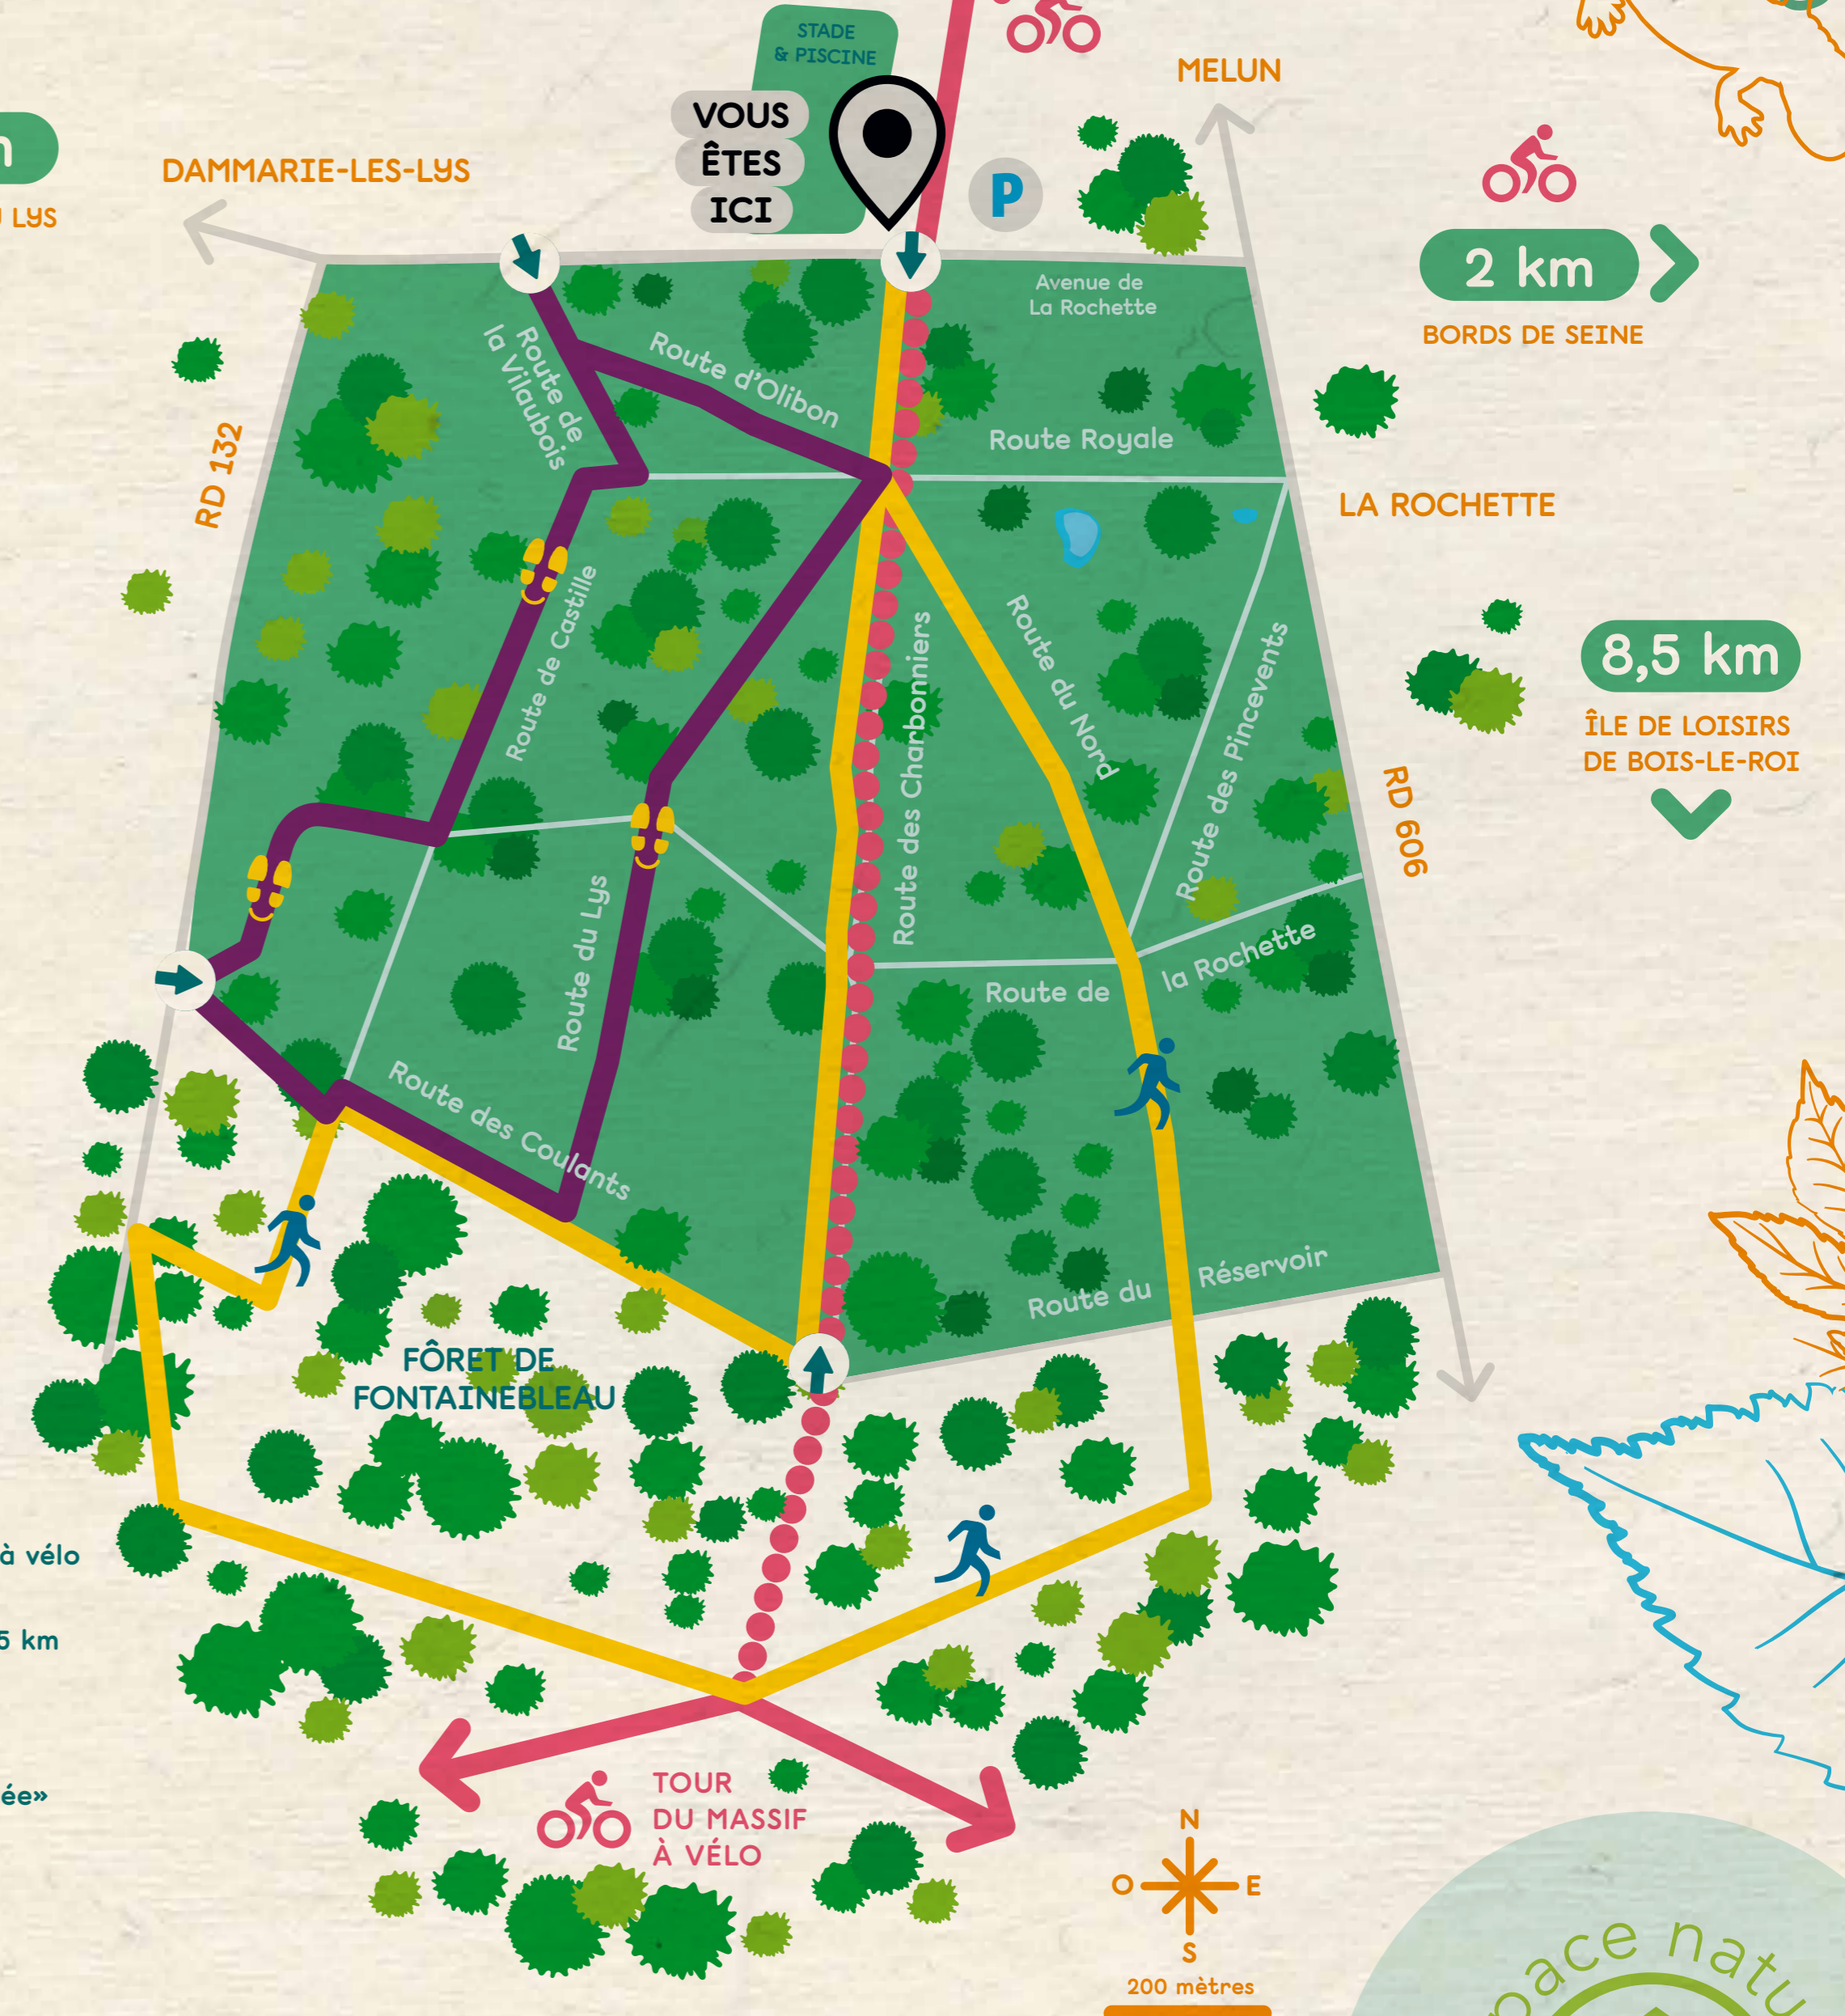 STADE
& PISCINE
MELUN
VOUS
ÊTES
ICI
P
DAMMARIE-LES-LYS
LYS
2 km
BORDS DE SEINE
Avenue de
La Rochette
Route de
la Vilaubois
Route d'Olibon
Route Royale
RD 132
LA ROCHETTE
Route de Castille
Route des Charbonniers
Route du Nord
Route des Pincevents
8,5 km
ÎLE DE LOISIRS
DE BOIS-LE-ROI
RD 606
Route du Lys
Route de
la Rochette
Route des Coulants
Route du
Réservoir
FÔRET DE
FONTAINEBLEAU
à vélo
5 km
ée»
TOUR
DU MASSIF
À VÉLO
N
O
E
S
200 mètres
pace natu